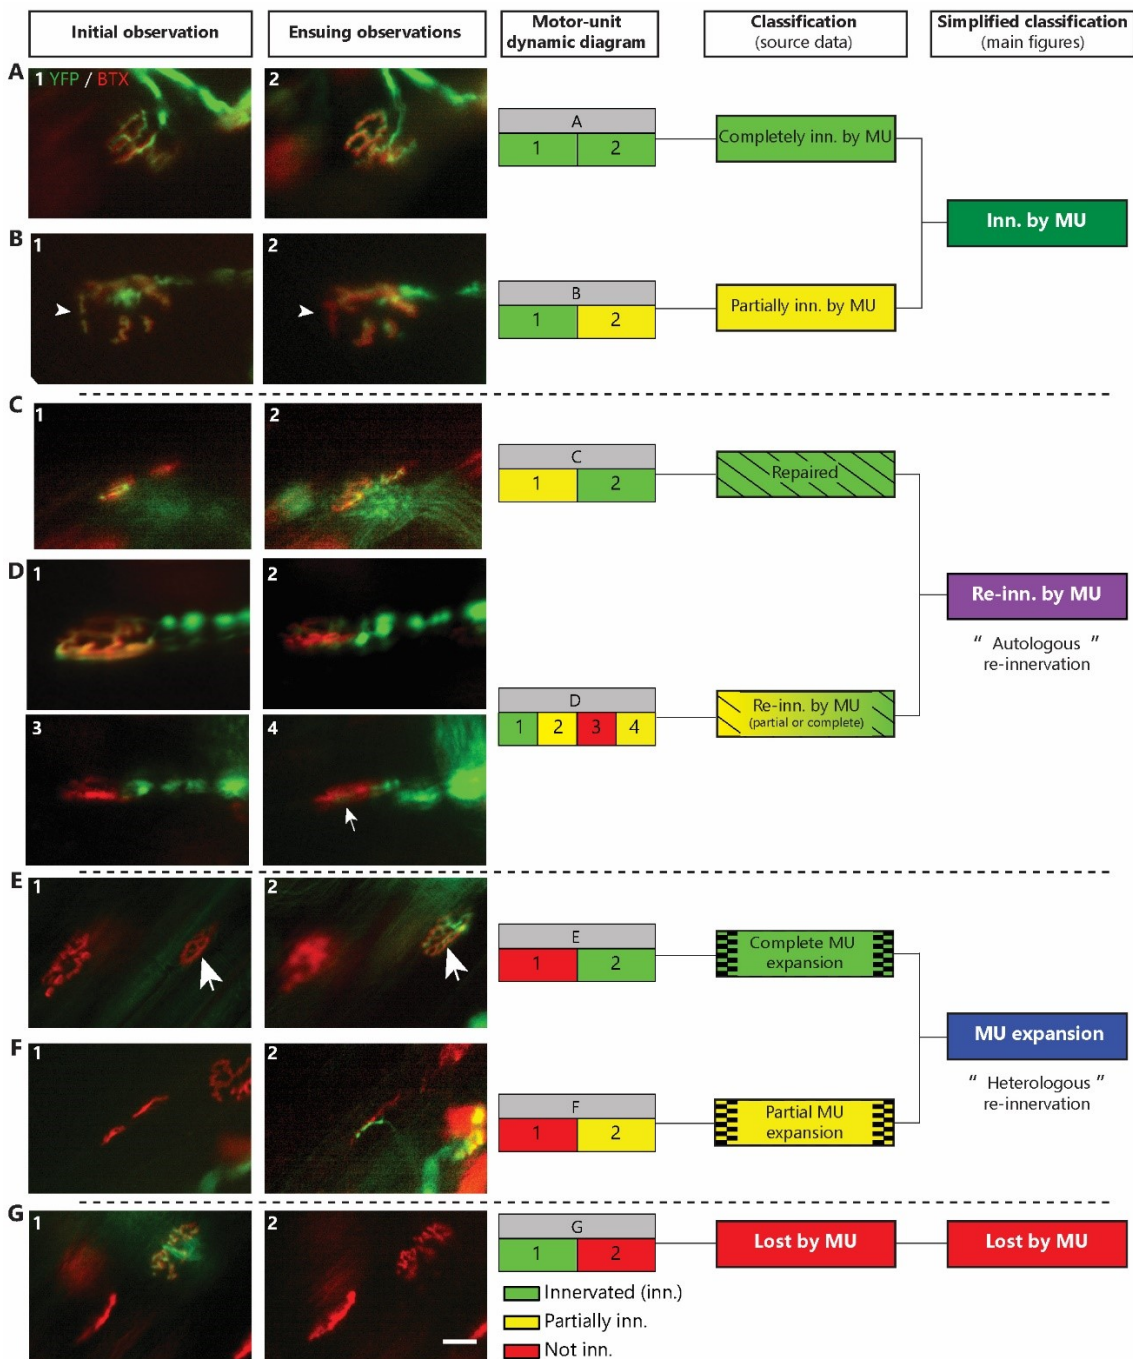 Initial observation
Ensuing observations
Motor-unit
dynamic diagram
Classification
(source data)
Simplified classification
(main figures)
A
1 YFP / BTX
2
A
1 2
Completely inn. by MU
Inn. by MU
B
1
2
B
1 2
Partially inn. by MU
C
1
2
C
1 2
Repaired
Re-inn. by MU
“ Autologous ”
re-innervation
D
1
2
3
4
D
1 2 3 4
Re-inn. by MU
(partial or complete)
E
1
2
E
1 2
Complete MU
expansion
MU expansion
“ Heterologous ”
re-innervation
F
1
2
F
1 2
Partial MU
expansion
G
1
2
G
1 2
Lost by MU
Lost by MU
Innervated (inn.)
Partially inn.
Not inn.